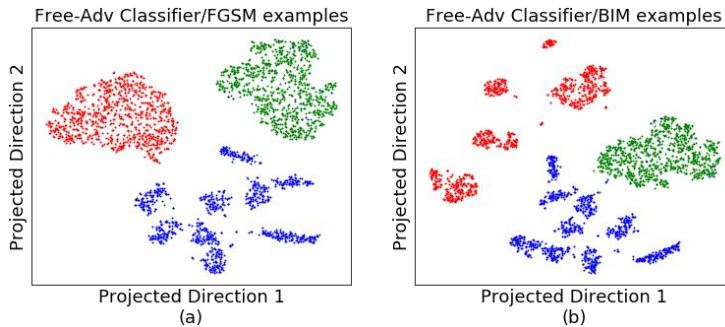 Free-Adv Classifier/FGSM examples
Projected Direction 2
Projected Direction 1
(a)
Free-Adv Classifier/BIM examples
Projected Direction 2
Projected Direction 1
(b)